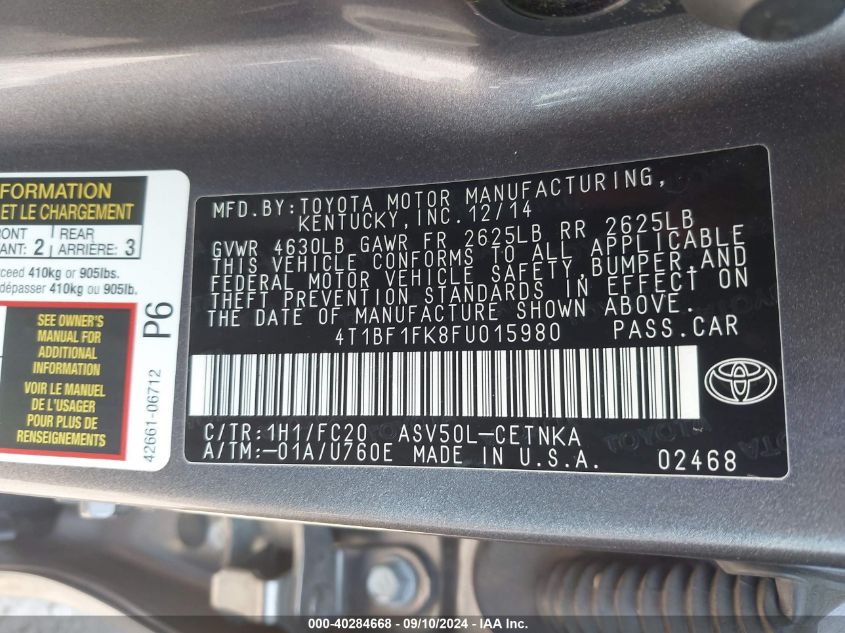 FORMATION
ET LE CHARGEMENT
FRONT
ANT: 2
REAR
ARRIÈRE: 3
ceed 410kg or 905lbs.
dépasser 410kg ou 905lb.
SEE OWNER'S
MANUAL FOR
ADDITIONAL
INFORMATION
VOIR LE MANUEL
DE L'USAGER
POUR PLUS DE
RENSEIGNEMENTS
P6
42661-06712
MFD.BY:TOYOTA MOTOR MANUFACTURING,
KENTUCKY,INC.12/14
GVWR 4630LB GAWR FR 2625LB RR 2625LB
THIS VEHICLE CONFORMS TO ALL APPLICABLE
FEDERAL MOTOR VEHICLE SAFETY,BUMPER,AND
THEFT PREVENTION STANDARDS IN EFFECT ON
THE DATE OF MANUFACTURE SHOWN ABOVE.
4T1BF1FK8FU015980 PASS.CAR
C/TR:1H1/FC20 ASV50L-CETNKA
A/TM:-01A/U760E MADE IN U.S.A. 02468
000-40284668 - 09/10/2024 - Copyright IAA, Inc.